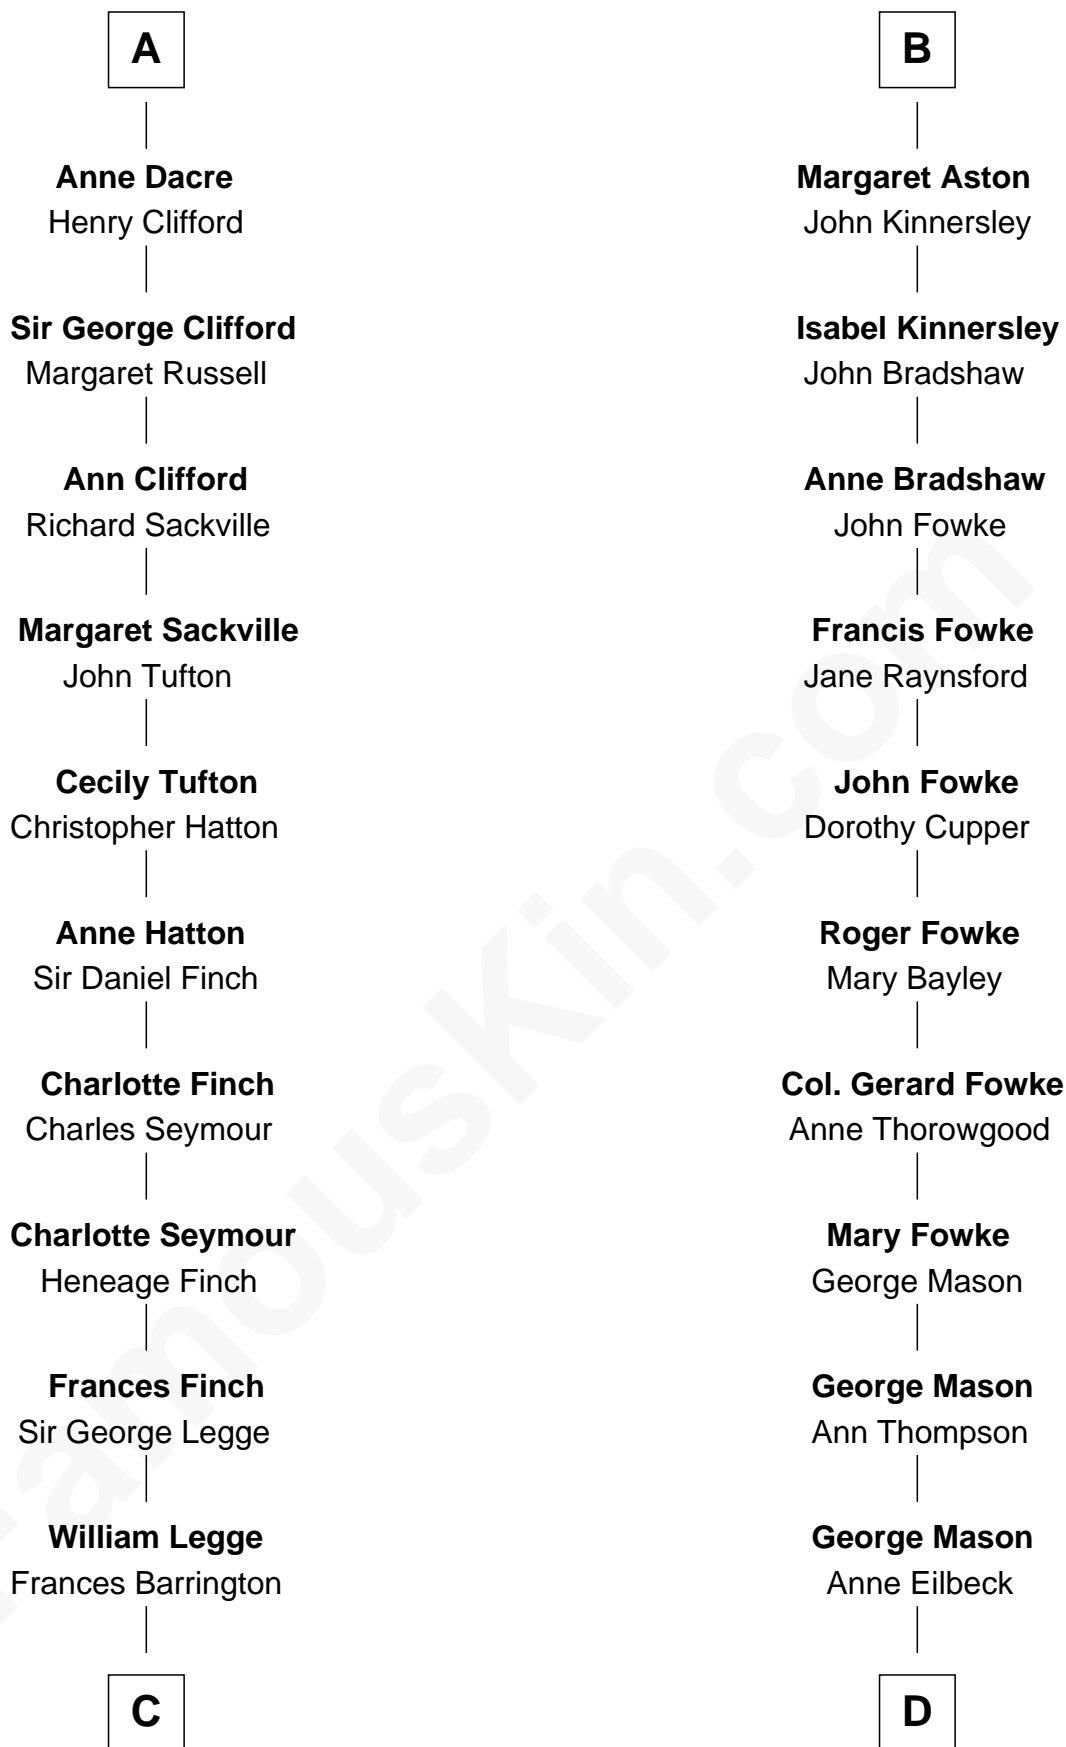 A
Anne Dacre
Henry Clifford
Sir George Clifford
Margaret Russell
Ann Clifford
Richard Sackville
Margaret Sackville
John Tufton
Cecily Tufton
Christopher Hatton
Anne Hatton
Sir Daniel Finch
Charlotte Finch
Charles Seymour
Charlotte Seymour
Heneage Finch
Frances Finch
Sir George Legge
William Legge
Frances Barrington
C
B
Margaret Aston
John Kinnersley
Isabel Kinnersley
John Bradshaw
Anne Bradshaw
John Fowke
Francis Fowke
Jane Raynsford
John Fowke
Dorothy Cupper
Roger Fowke
Mary Bayley
Col. Gerard Fowke
Anne Thorowgood
Mary Fowke
George Mason
George Mason
Ann Thompson
George Mason
Anne Eilbeck
D
FamousKin.com